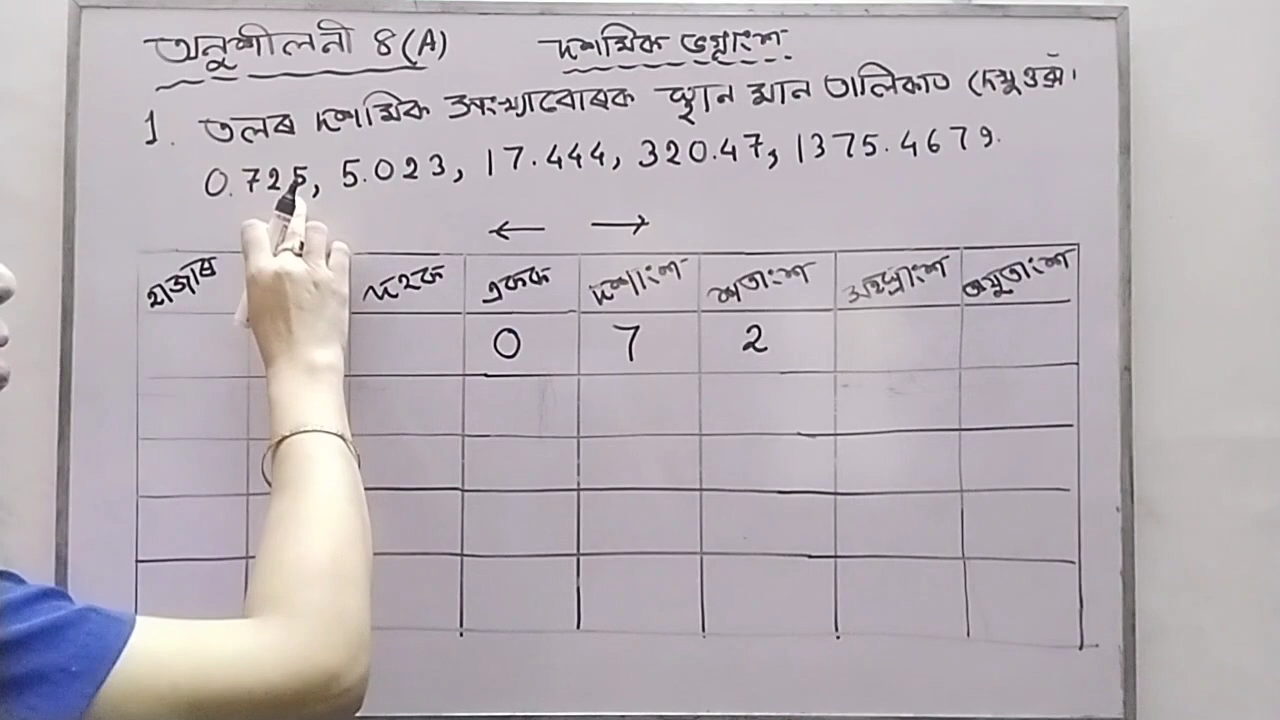 অনুশীলনী 8(A) দশমিক ভগ্নাংশ
1. তলৰ দশমিক সংখ্যাবোৰক স্থান মান তালিকাত দেখুওৱাঁ।
0.725, 5.023, 17.444, 320.47, 1375.4679.
← →
হাজাৰ দহক একক দশাংশ শতাংশ সহস্ৰাংশ অযুতাংশ
0 7 2